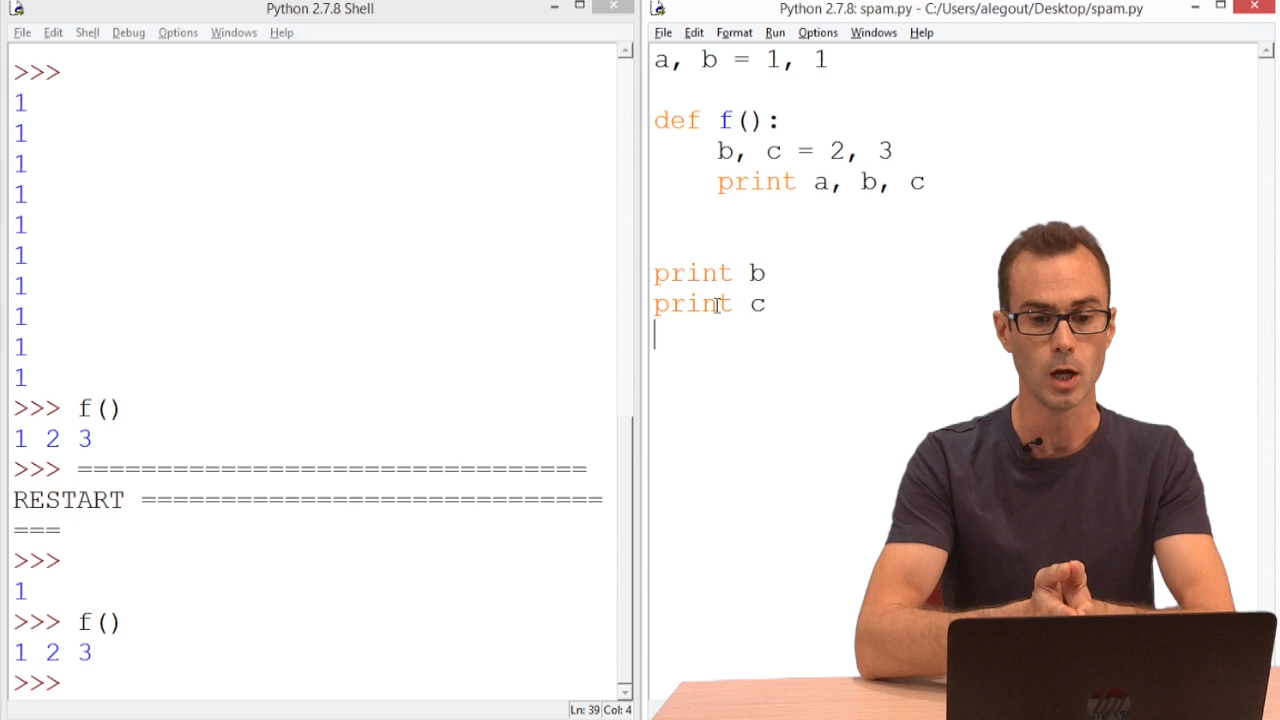 Python 2.7.8 Shell
File Edit Shell Debug Options Windows Help
>>>
1
1
1
1
1
1
1
1
1
1
>>> f()
1 2 3
>>> ================================
RESTART =============================
===
>>>
1
>>> f()
1 2 3
>>>
Ln: 39 Col: 4
Python 2.7.8: spam.py - C:/Users/alegout/Desktop/spam.py
File Edit Format Run Options Windows Help
a, b = 1, 1
def f():
b, c = 2, 3
print a, b, c
print b
print c